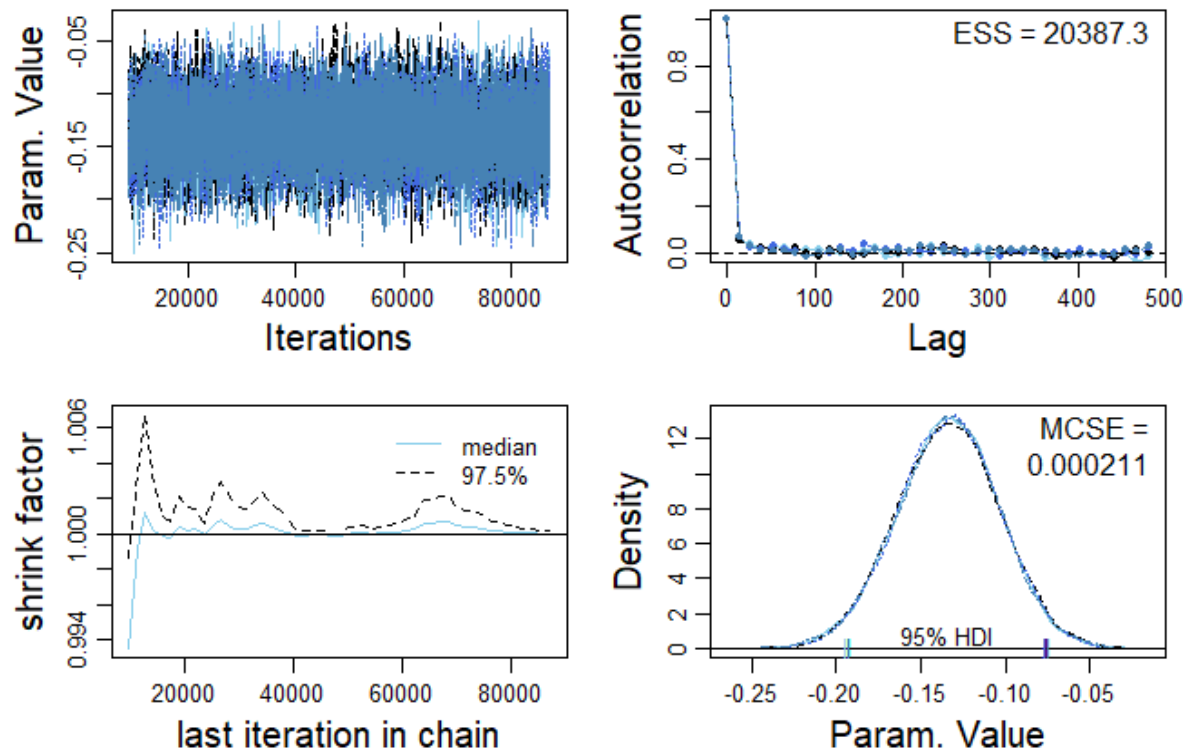 Param. Value
-0.05
-0.15
-0.25
20000 40000 60000 80000
Iterations
Autocorrelation
0.8
0.4
0.0
ESS = 20387.3
0 100 200 300 400 500
Lag
shrink factor
1.006
1.000
0.994
median
97.5%
20000 40000 60000 80000
last iteration in chain
Density
12
8
6
4
2
0
MCSE =
0.000211
95% HDI
-0.25 -0.20 -0.15 -0.10 -0.05
Param. Value